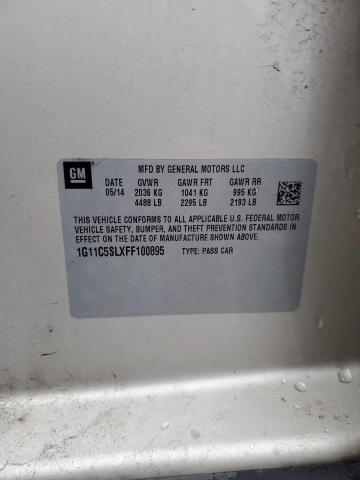 GM
MFD BY GENERAL MOTORS LLC
DATE GVWR GAWR FRT GAWR RR
05/14 2036 KG 1041 KG 995 KG
4488 LB 2295 LB 2193 LB
THIS VEHICLE CONFORMS TO ALL APPLICABLE U.S. FEDERAL MOTOR
VEHICLE SAFETY, BUMPER, AND THEFT PREVENTION STANDARDS
IN EFFECT ON THE DATE OF MANUFACTURE SHOWN ABOVE.
1G11C5SLXFF100895 TYPE: PASS CAR